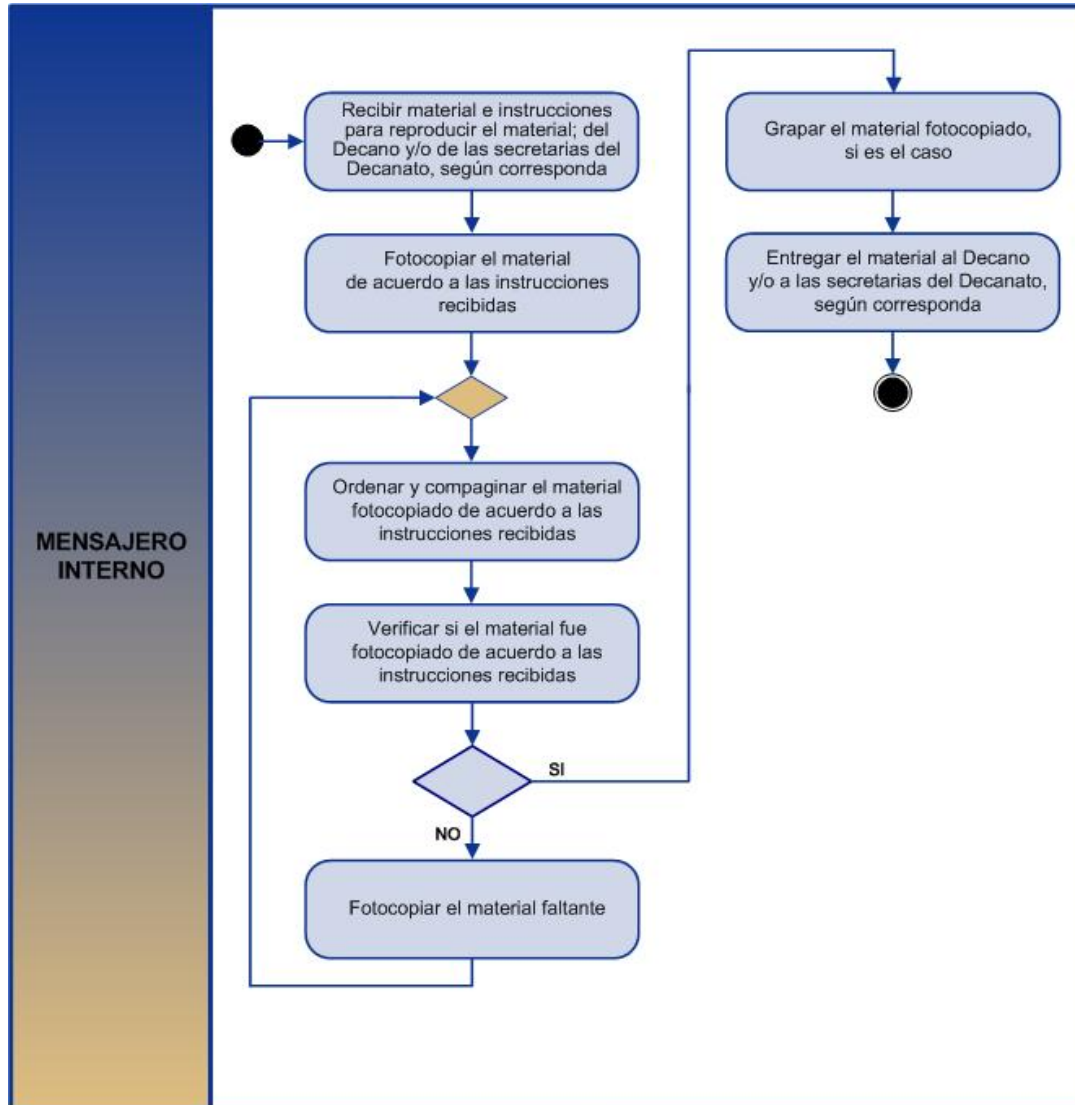 MENSAJERO
INTERNO
Recibir material e instrucciones
para reproducir el material; del
Decano y/o de las secretarias del
Decanato, según corresponda
Fotocopiar el material
de acuerdo a las instrucciones
recibidas
Ordenar y compaginar el material
fotocopiado de acuerdo a las
instrucciones recibidas
Verificar si el material fue
fotocopiado de acuerdo a las
instrucciones recibidas
SI
NO
Fotocopiar el material faltante
Grapar el material fotocopiado,
si es el caso
Entregar el material al Decano
y/o a las secretarias del Decanato,
según corresponda